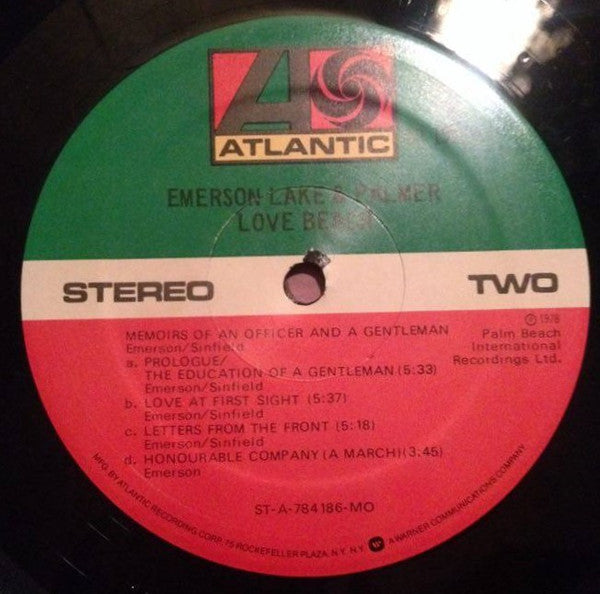 ATLANTIC
EMERSON LAKE & PALMER
LOVE BEACH
STEREO
TWO
MEMOIRS OF AN OFFICER AND A GENTLEMAN
Emerson/Sinfield
a. PROLOGUE/
THE EDUCATION OF A GENTLEMAN (5:33)
Emerson/Sinfield
b. LOVE AT FIRST SIGHT (5:37)
Emerson/Sinfield
c. LETTERS FROM THE FRONT (5:18)
Emerson/Sinfield
d. HONOURABLE COMPANY (A MARCH)(3:45)
Emerson
℗ 1978
Palm Beach
International
Recordings Ltd.
ST-A-784186-MO
MFG. BY ATLANTIC RECORDING CORP. 75 ROCKEFELLER PLAZA, N.Y. N.Y. A WARNER COMMUNICATIONS COMPANY